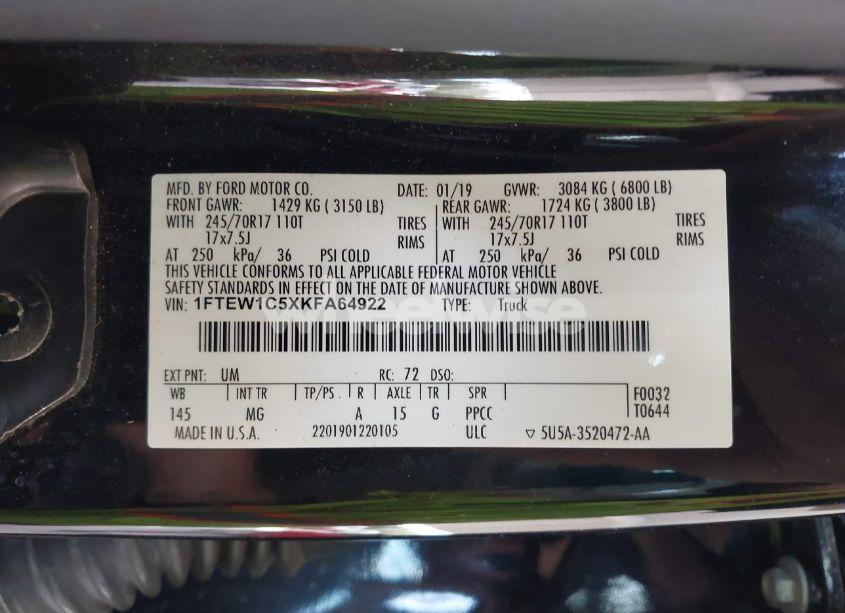 MFD. BY FORD MOTOR CO. DATE: 01/19 GVWR: 3084 KG ( 6800 LB)
FRONT GAWR: 1429 KG ( 3150 LB) REAR GAWR: 1724 KG ( 3800 LB)
WITH 245/70R17 110T TIRES WITH 245/70R17 110T TIRES
17x7.5J RIMS 17x7.5J RIMS
AT 250 kPa/ 36 PSI COLD AT 250 kPa/ 36 PSI COLD
THIS VEHICLE CONFORMS TO ALL APPLICABLE FEDERAL MOTOR VEHICLE
SAFETY STANDARDS IN EFFECT ON THE DATE OF MANUFACTURE SHOWN ABOVE.
VIN: 1FTEW1C5XKFA64922 TYPE: Truck
EXT PNT: UM RC: 72 DSO:
WB INT TR TP/PS R AXLE TR SPR F0032
145 MG A 15 G PPCC T0644
MADE IN U.S.A. 2201901220105 ULC ▽ 5U5A-3520472-AA